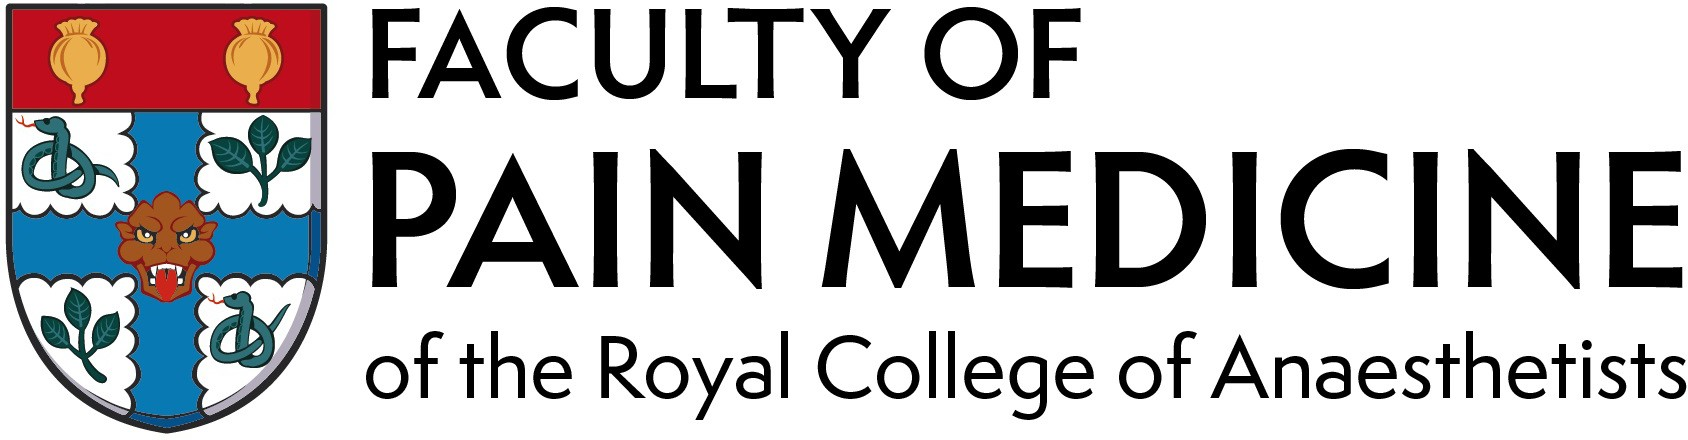 FACULTY OF
PAIN MEDICINE
of the Royal College of Anaesthetists